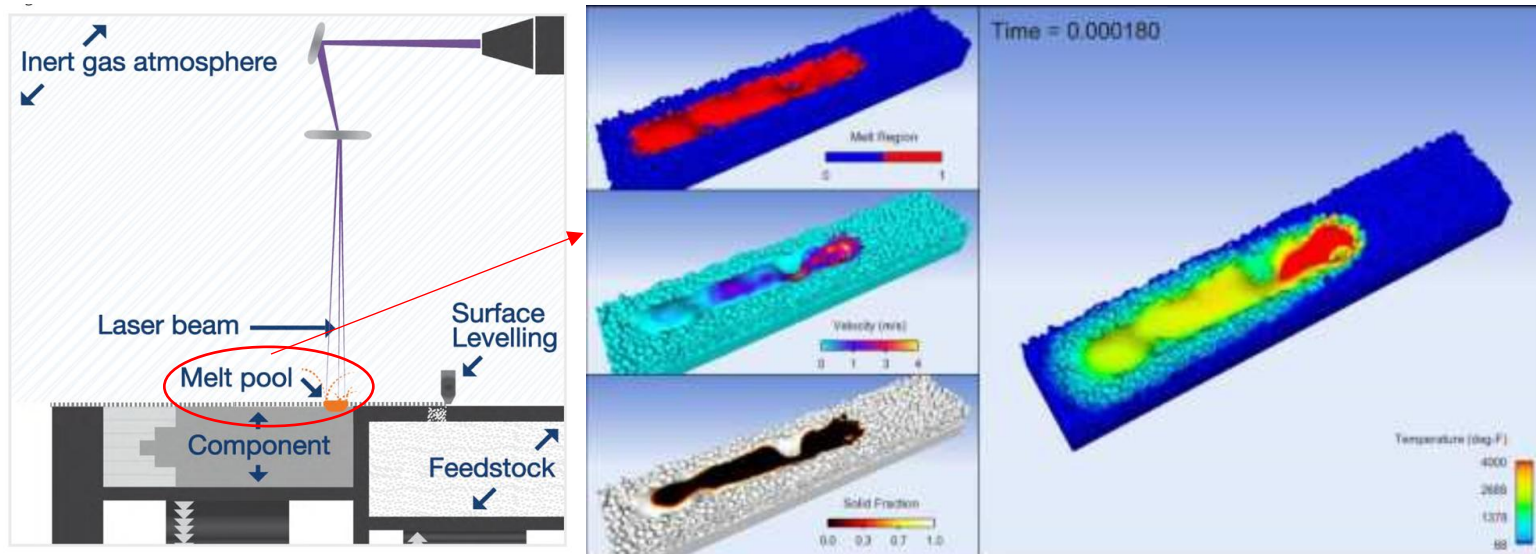 Inert gas atmosphere
Laser beam
Surface
Levelling
Melt pool
Component
Feedstock
Melt Region
0 1
Velocity (m/s)
0 1 3 4
Solid Fraction
0.0 0.3 0.7 1.0
Time = 0.000180
Temperature (deg-F)
4000
2689
1378
68